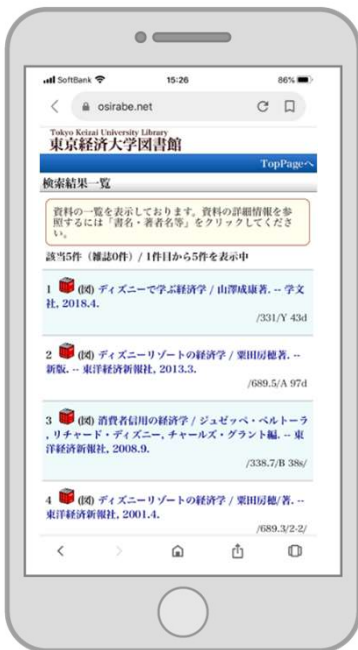 SoftBank 15:26 86%
osirabe.net
Tokyo Keizai University Library
東京経済大学図書館
TopPageへ
検索結果一覧
資料の一覧を表示しております。資料の詳細情報を参
照するには「書名・著者名等」をクリックしてくださ
い。
該当5件（雑誌0件）/ 1件目から5件を表示中
1 (図) ディズニーで学ぶ経済学 / 山澤成康著. -- 学文
社, 2018.4.
/331/Y 43d
2 (図) ディズニーリゾートの経済学 / 粟田房穂著. --
新版. -- 東洋経済新報社, 2013.3.
/689.5/A 97d
3 (図) 消費者信用の経済学 / ジュゼッペ・ベルトーラ
, リチャード・ディズニー, チャールズ・グラント編. -- 東
洋経済新報社, 2008.9.
/338.7/B 38s/
4 (図) ディズニーリゾートの経済学 / 粟田房穂/著. --
東洋経済新報社, 2001.4.
/689.3/2-2/